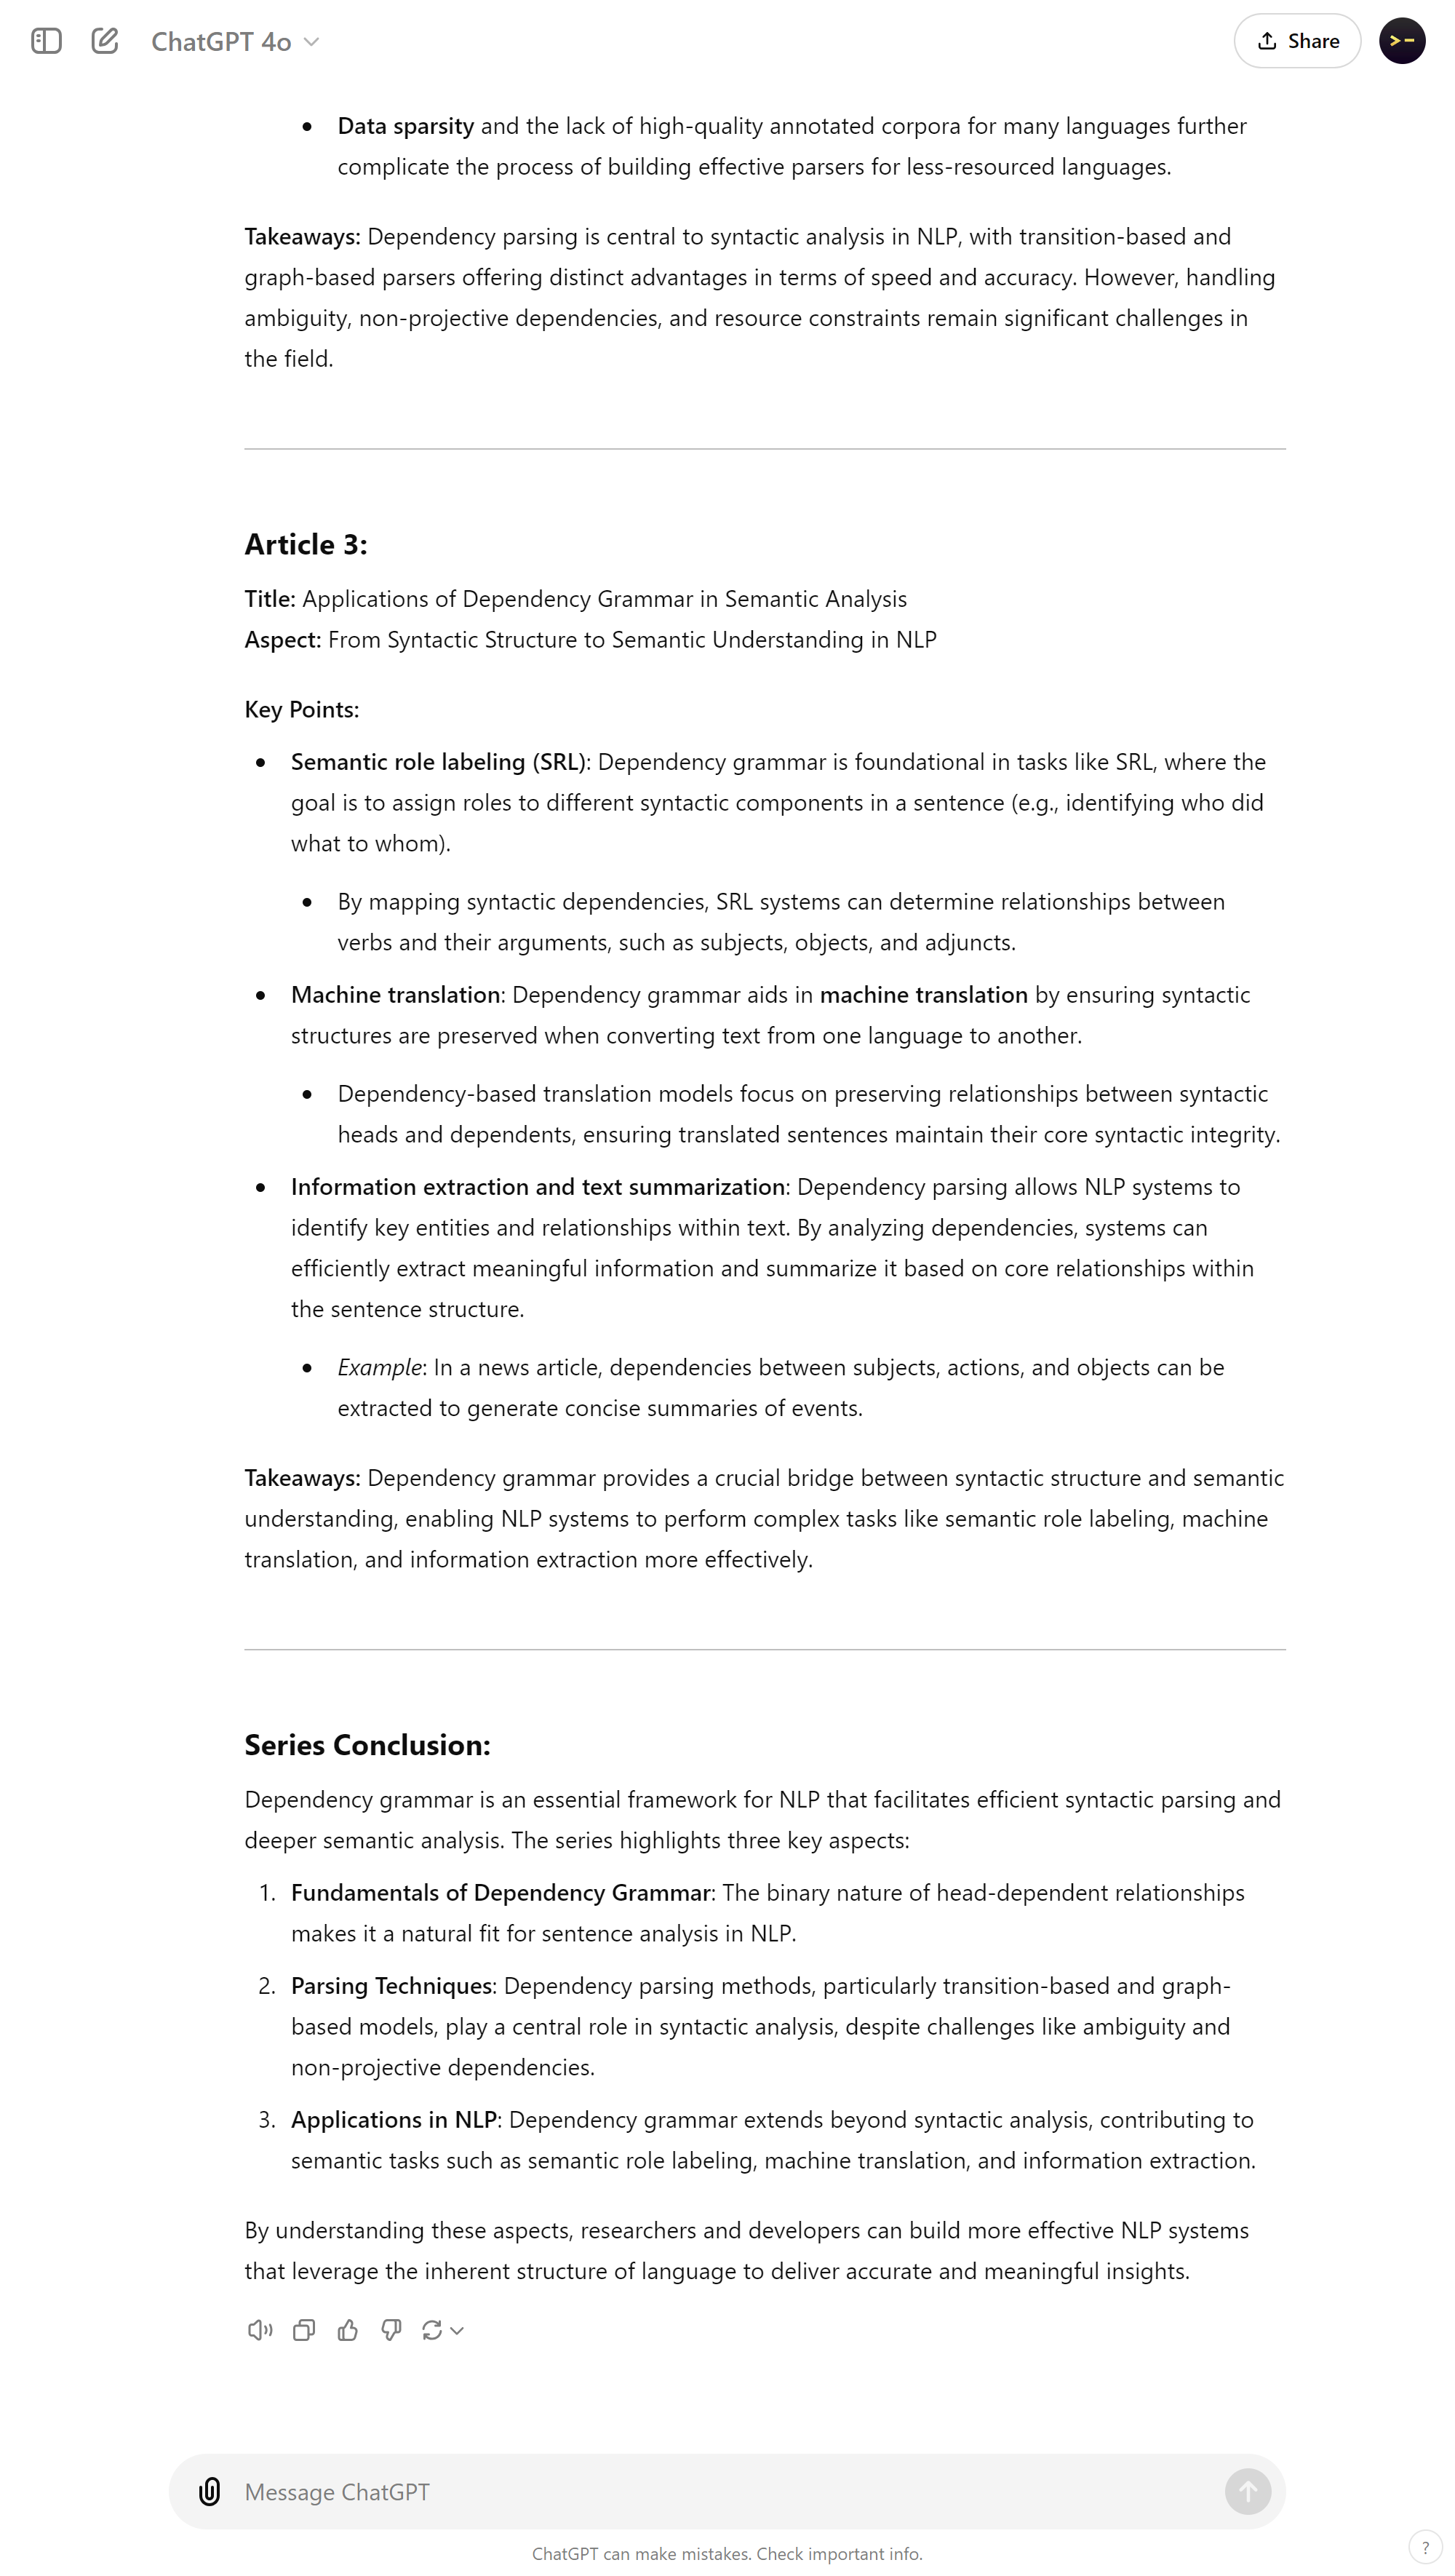 ChatGPT 4o
Share
Data sparsity and the lack of high-quality annotated corpora for many languages further
complicate the process of building effective parsers for less-resourced languages.
Takeaways: Dependency parsing is central to syntactic analysis in NLP, with transition-based and
graph-based parsers offering distinct advantages in terms of speed and accuracy. However, handling
ambiguity, non-projective dependencies, and resource constraints remain significant challenges in
the field.
Article 3:
Title: Applications of Dependency Grammar in Semantic Analysis
Aspect: From Syntactic Structure to Semantic Understanding in NLP
Key Points:
Semantic role labeling (SRL): Dependency grammar is foundational in tasks like SRL, where the
goal is to assign roles to different syntactic components in a sentence (e.g., identifying who did
what to whom).
By mapping syntactic dependencies, SRL systems can determine relationships between
verbs and their arguments, such as subjects, objects, and adjuncts.
Machine translation: Dependency grammar aids in machine translation by ensuring syntactic
structures are preserved when converting text from one language to another.
Dependency-based translation models focus on preserving relationships between syntactic
heads and dependents, ensuring translated sentences maintain their core syntactic integrity.
Information extraction and text summarization: Dependency parsing allows NLP systems to
identify key entities and relationships within text. By analyzing dependencies, systems can
efficiently extract meaningful information and summarize it based on core relationships within
the sentence structure.
Example: In a news article, dependencies between subjects, actions, and objects can be
extracted to generate concise summaries of events.
Takeaways: Dependency grammar provides a crucial bridge between syntactic structure and semantic
understanding, enabling NLP systems to perform complex tasks like semantic role labeling, machine
translation, and information extraction more effectively.
Series Conclusion:
Dependency grammar is an essential framework for NLP that facilitates efficient syntactic parsing and
deeper semantic analysis. The series highlights three key aspects:
1. Fundamentals of Dependency Grammar: The binary nature of head-dependent relationships
makes it a natural fit for sentence analysis in NLP.
2. Parsing Techniques: Dependency parsing methods, particularly transition-based and graph-
based models, play a central role in syntactic analysis, despite challenges like ambiguity and
non-projective dependencies.
3. Applications in NLP: Dependency grammar extends beyond syntactic analysis, contributing to
semantic tasks such as semantic role labeling, machine translation, and information extraction.
By understanding these aspects, researchers and developers can build more effective NLP systems
that leverage the inherent structure of language to deliver accurate and meaningful insights.
Message ChatGPT
ChatGPT can make mistakes. Check important info.
?